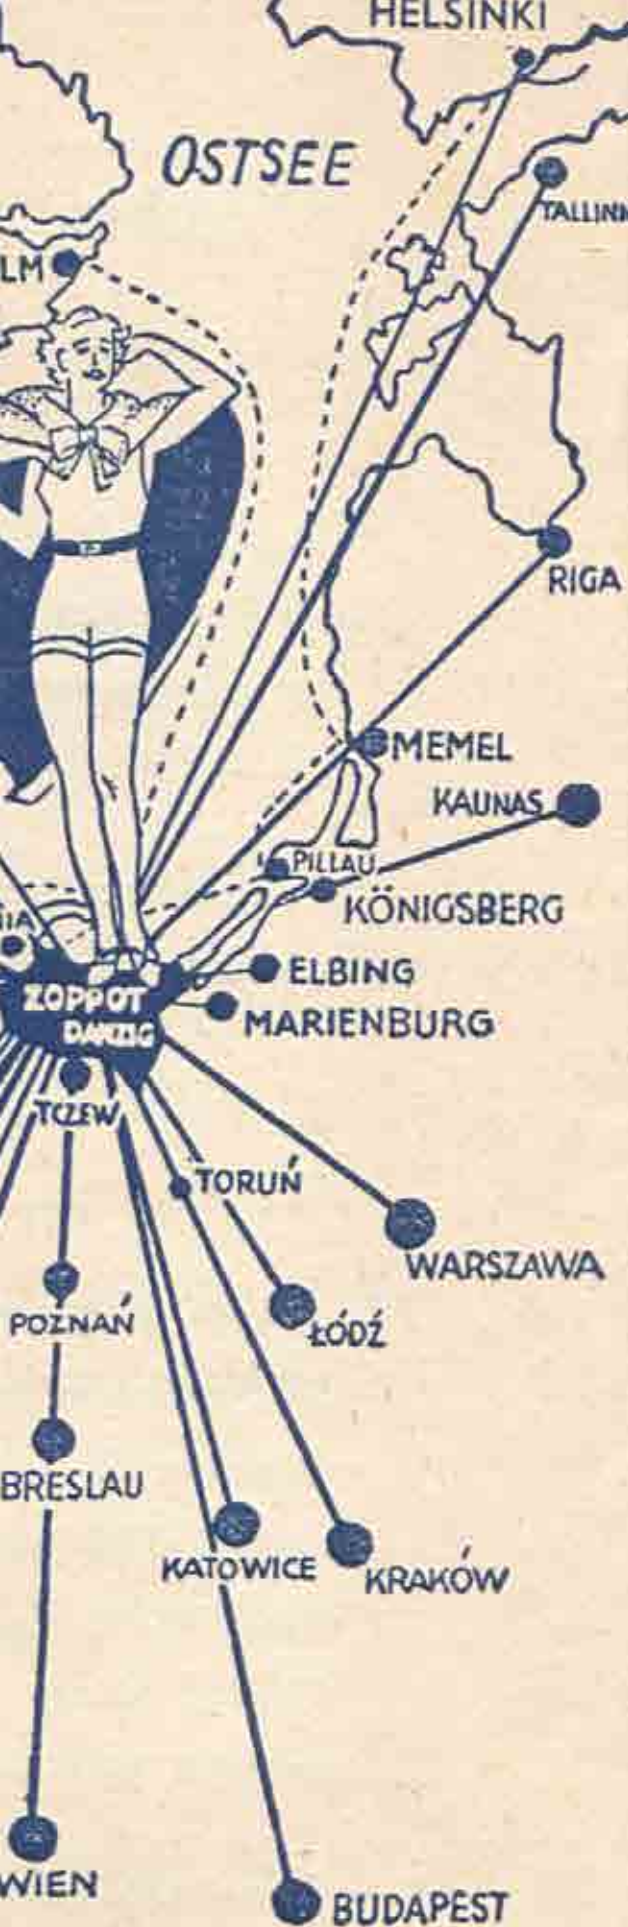 HELSINKI
OSTSEE
TALLINN
LM
RIGA
MEMEL
KAUNAS
PILLAU
KÖNIGSBERG
NIA
ELBING
ZOPPOT
DANZIG
MARIENBURG
TCZEW
TORUŃ
WARSZAWA
POZNAŃ
ŁÓDŹ
BRESLAU
KATOWICE
KRAKÓW
WIEN
BUDAPEST